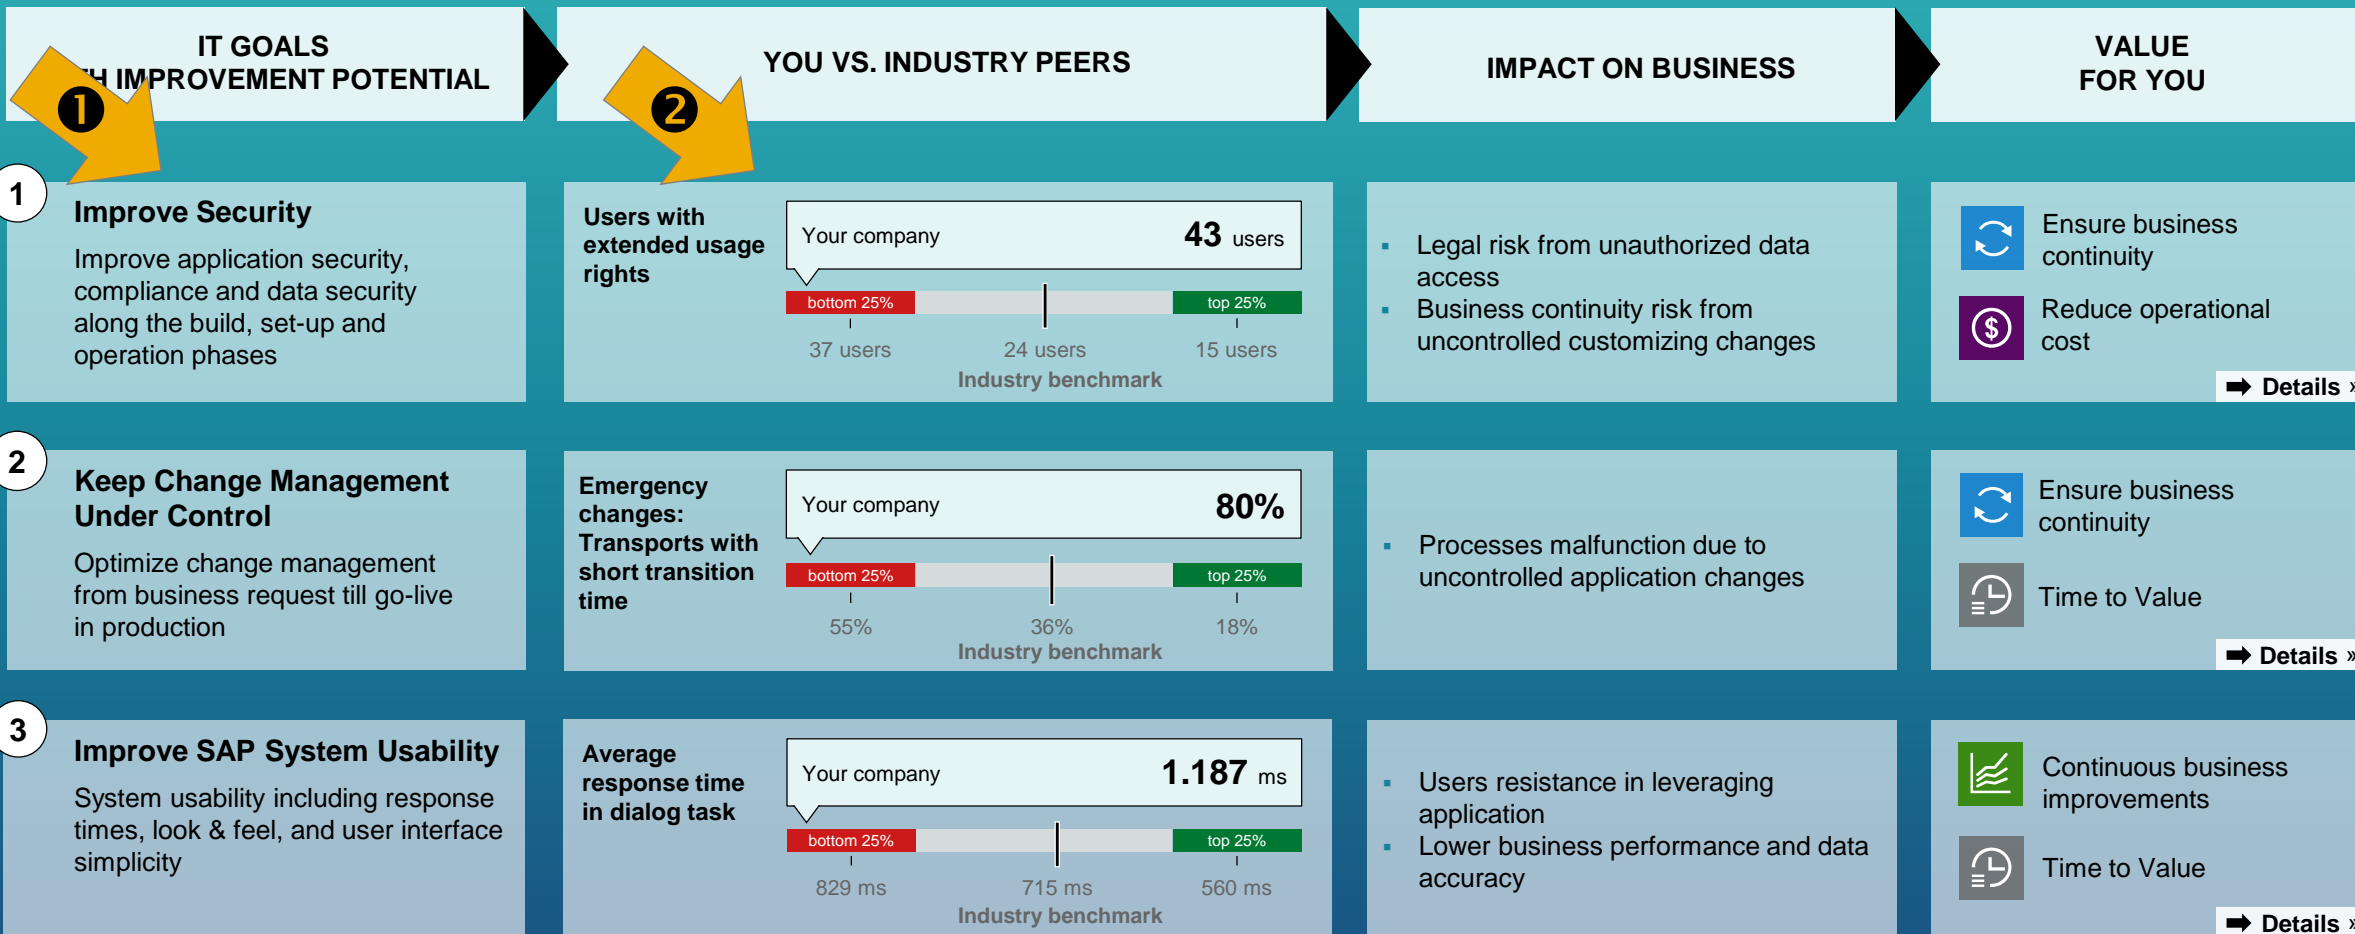 IT GOALS
H IMPROVEMENT POTENTIAL
YOU VS. INDUSTRY PEERS
IMPACT ON BUSINESS
VALUE
FOR YOU
1
2
1
Improve Security
Improve application security,
compliance and data security
along the build, set-up and
operation phases
Users with
extended usage
rights
Your company 43 users
bottom 25% top 25%
37 users 24 users 15 users
Industry benchmark
▪ Legal risk from unauthorized data
access
▪ Business continuity risk from
uncontrolled customizing changes
Ensure business
continuity
Reduce operational
cost
➡ Details »
2
Keep Change Management
Under Control
Optimize change management
from business request till go-live
in production
Emergency
changes:
Transports with
short transition
time
Your company 80%
bottom 25% top 25%
55% 36% 18%
Industry benchmark
▪ Processes malfunction due to
uncontrolled application changes
Ensure business
continuity
Time to Value
➡ Details »
3
Improve SAP System Usability
System usability including response
times, look & feel, and user interface
simplicity
Average
response time
in dialog task
Your company 1.187 ms
bottom 25% top 25%
829 ms 715 ms 560 ms
Industry benchmark
▪ Users resistance in leveraging
application
▪ Lower business performance and data
accuracy
Continuous business
improvements
Time to Value
➡ Details »